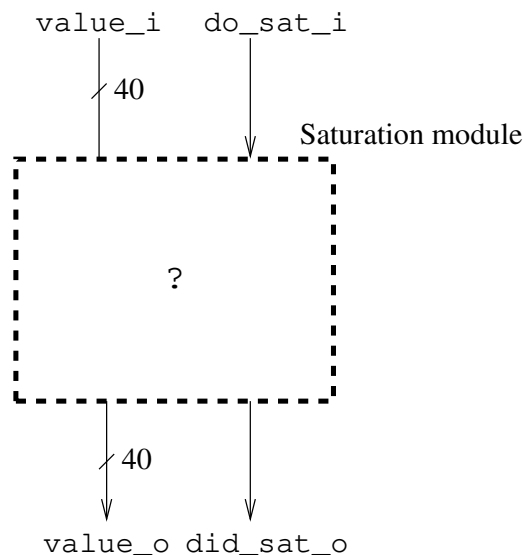 value_i do_sat_i
40
Saturation module
?
40
value_o did_sat_o